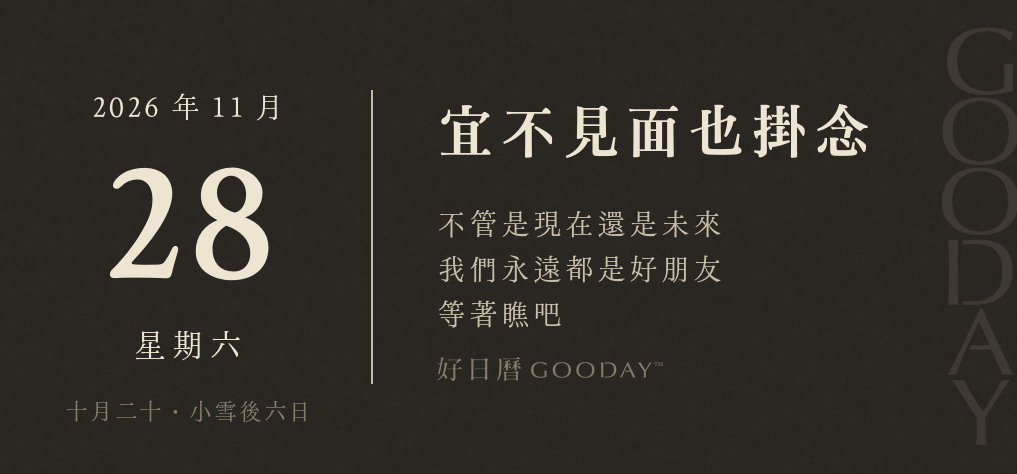 2026 年 11 月
28
星期六
十月二十・小雪後六日
宜不見面也掛念
不管是現在還是未來
我們永遠都是好朋友
等著瞧吧
好日曆 GOODAY™
GOODAY